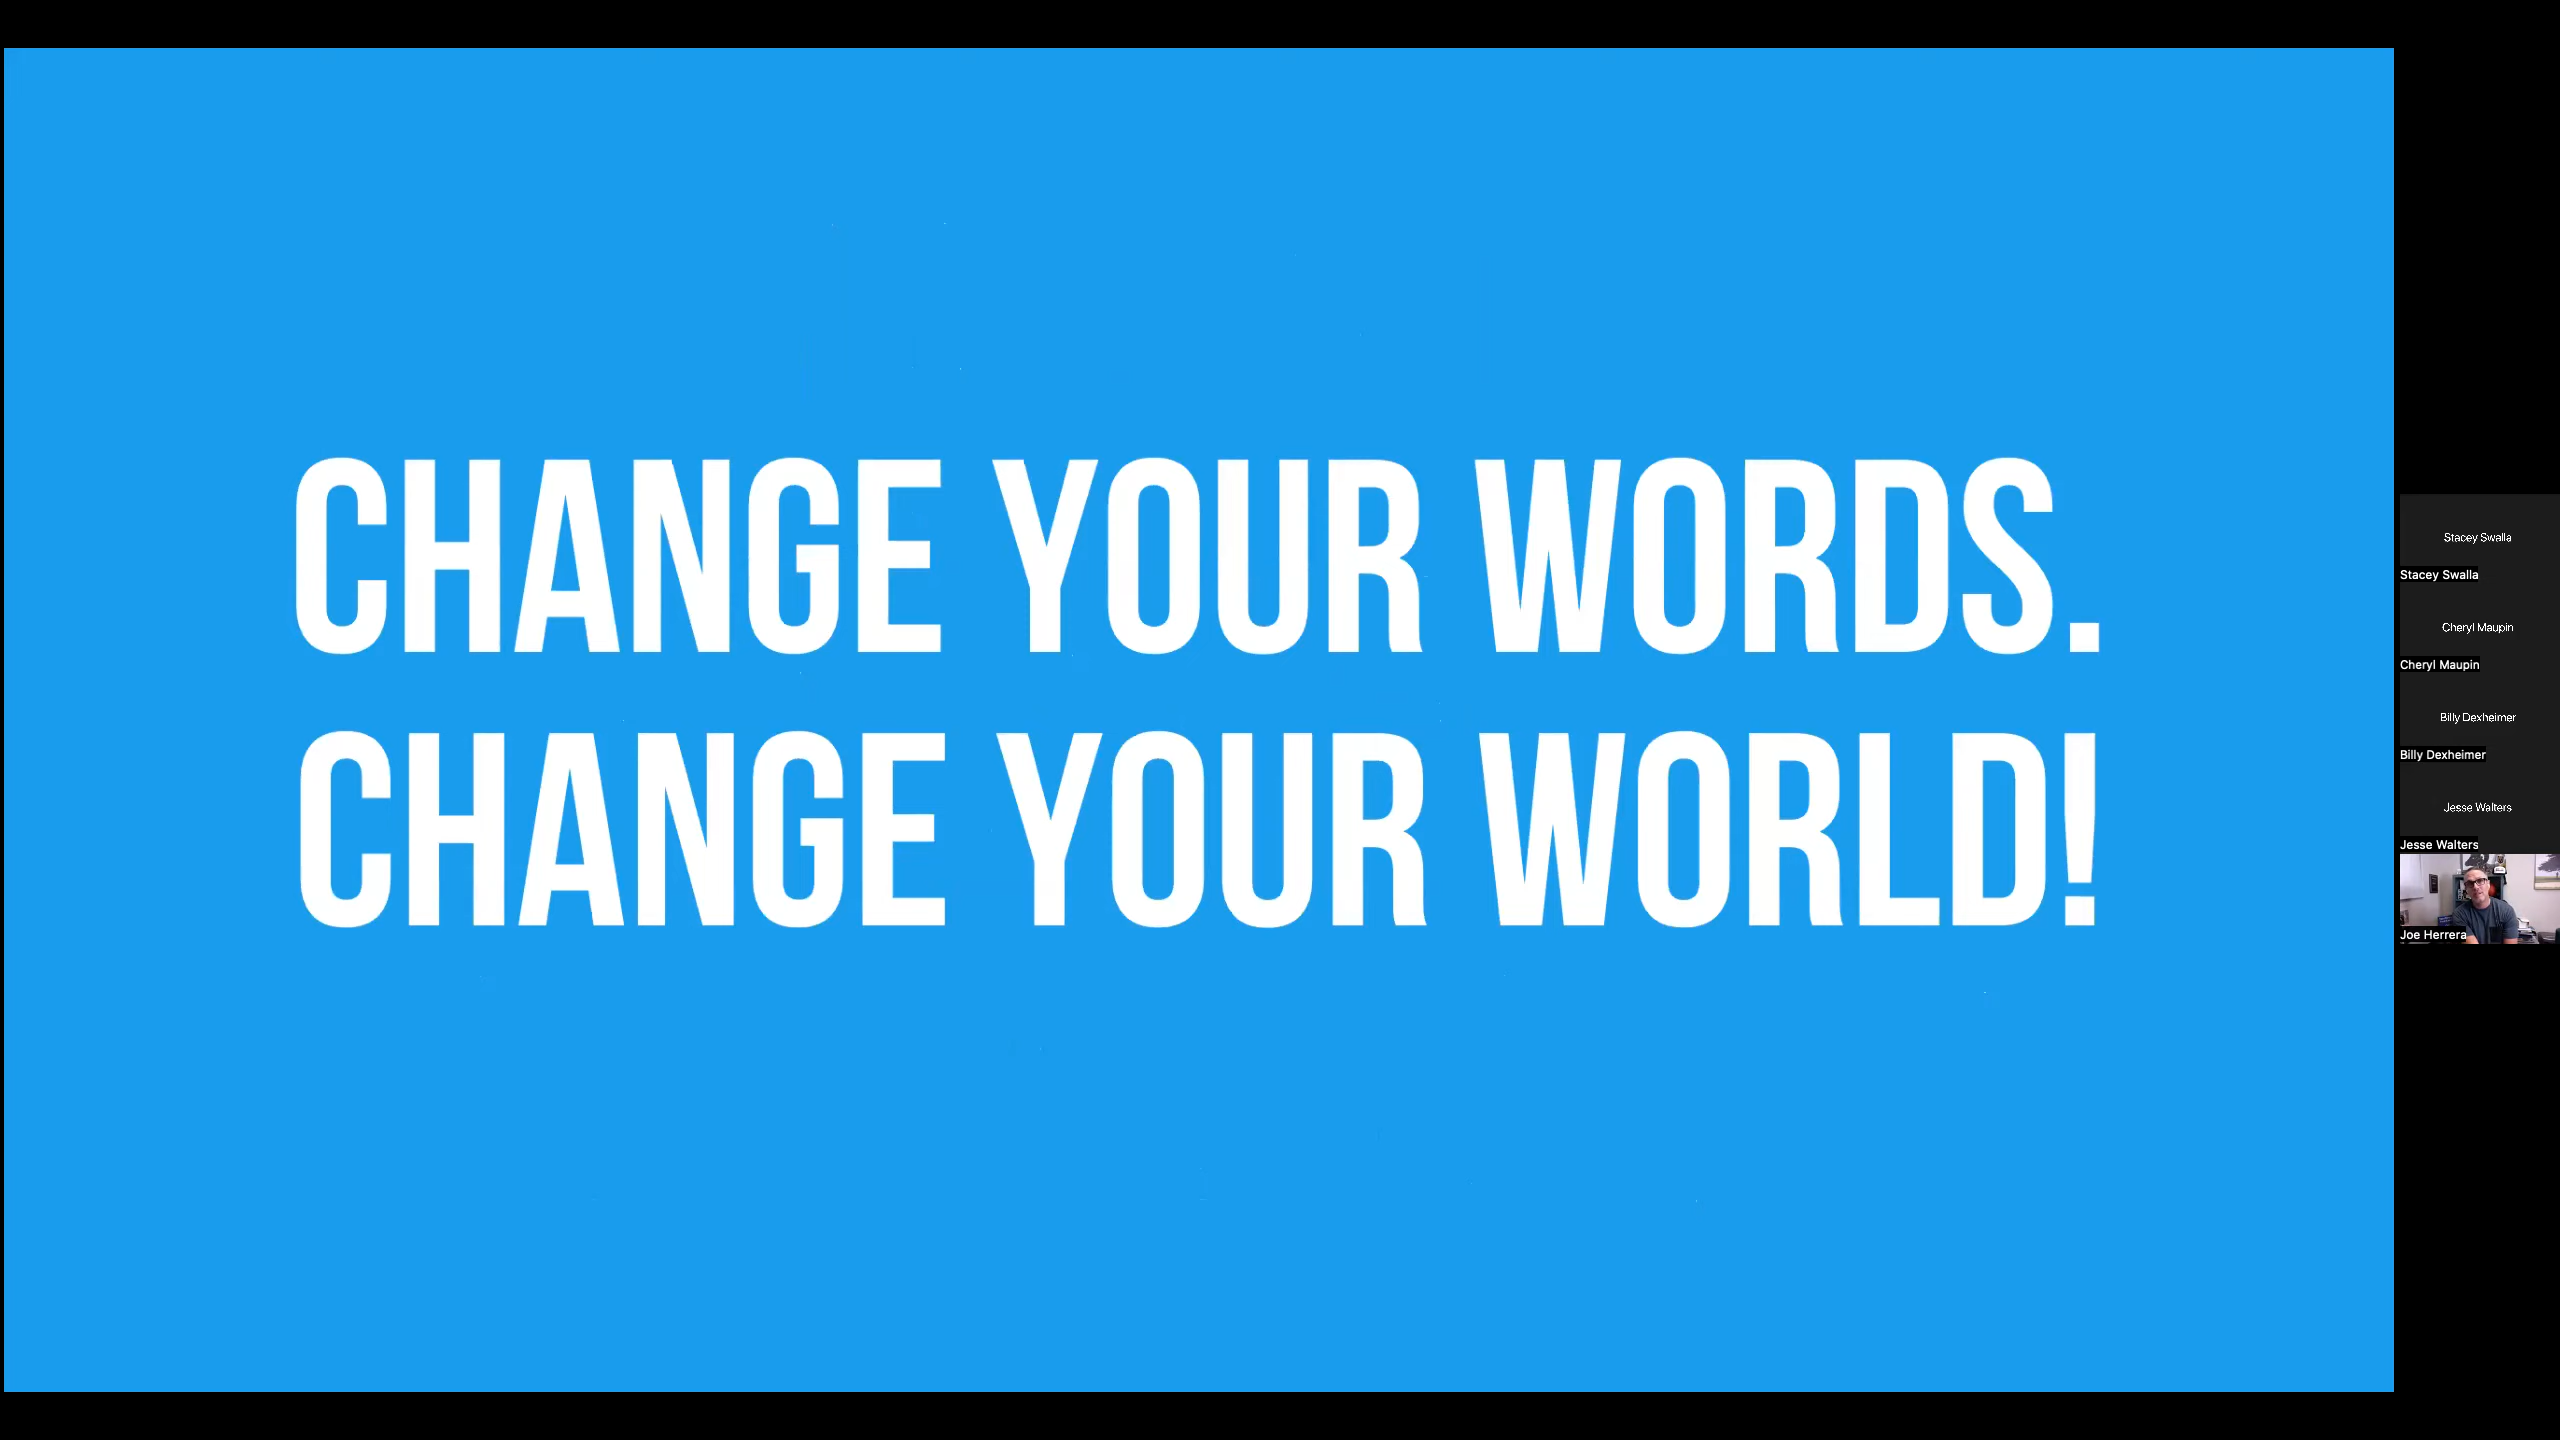 CHANGE YOUR WORDS.
CHANGE YOUR WORLD!
Stacey Swalla
Stacey Swalla
Cheryl Maupin
Cheryl Maupin
Billy Dexheimer
Billy Dexheimer
Jesse Walters
Jesse Walters
Joe Herrera